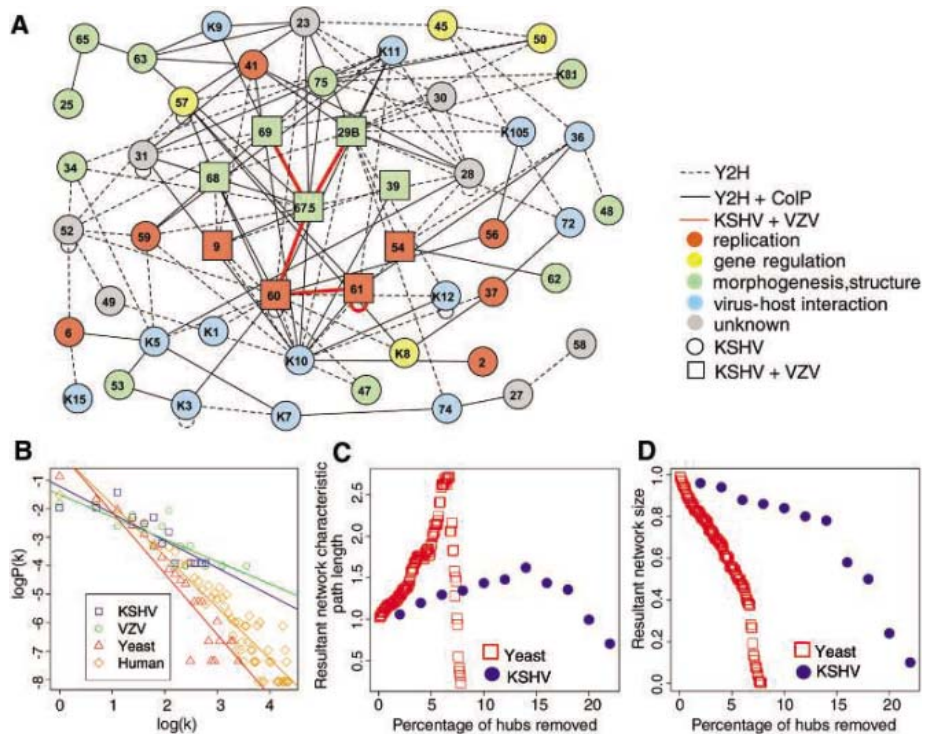 A
65
K9
23
45
50
63
41
K11
75
K8.1
25
57
30
69
29B
K105
36
31
34
68
39
28
67.5
48
52
59
9
54
56
72
62
60
61
49
K12
37
6
K5
K1
K10
K8
2
58
53
K15
K3
K7
47
74
27
Y2H
Y2H + CoIP
KSHV + VZV
replication
gene regulation
morphogenesis,structure
virus-host interaction
unknown
KSHV
KSHV + VZV
B
logP(k)
-1
-2
-3
-4
-5
-6
-7
-8
KSHV
VZV
Yeast
Human
0 1 2 3 4
log(k)
C
Resultant network characteristic
path length
2.5
2.0
1.5
1.0
0.5
Yeast
KSHV
0 5 10 15 20
Percentage of hubs removed
D
Resultant network size
1.0
0.8
0.6
0.4
0.2
0.0
Yeast
KSHV
0 5 10 15 20
Percentage of hubs removed